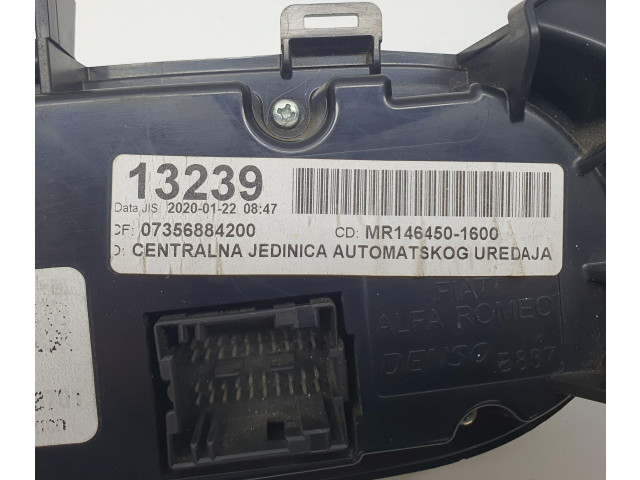 13239
Data JIS 2020-01-22 08:47
CF: 07356884200 CD: MR146450-1600
D: CENTRALNA JEDINICA AUTOMATSKOG UREDAJA
FIAT
ALFA ROMEO
DENSO B887